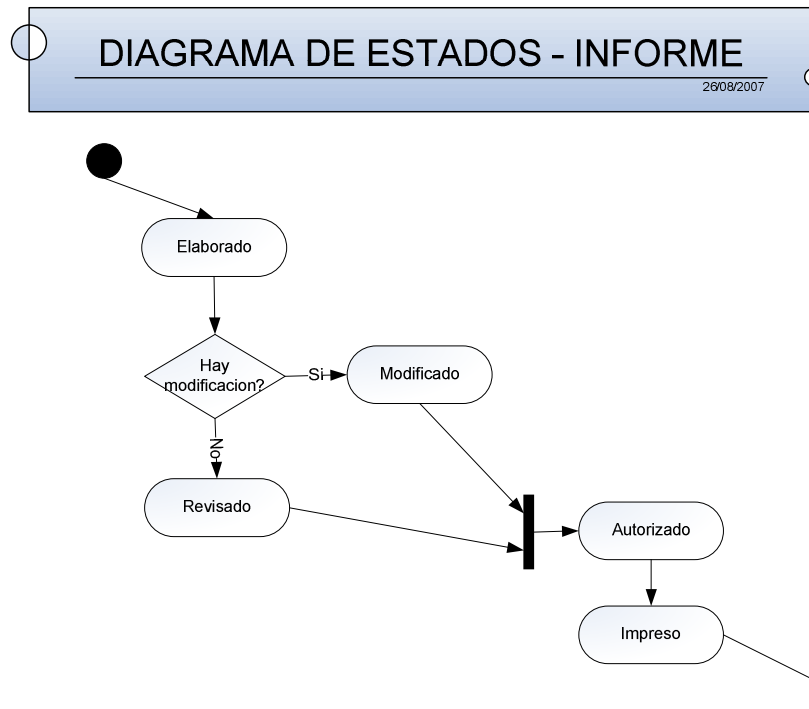 DIAGRAMA DE ESTADOS - INFORME
26/08/2007
Elaborado
Hay
modificacion?
Si
Modificado
No
Revisado
Autorizado
Impreso